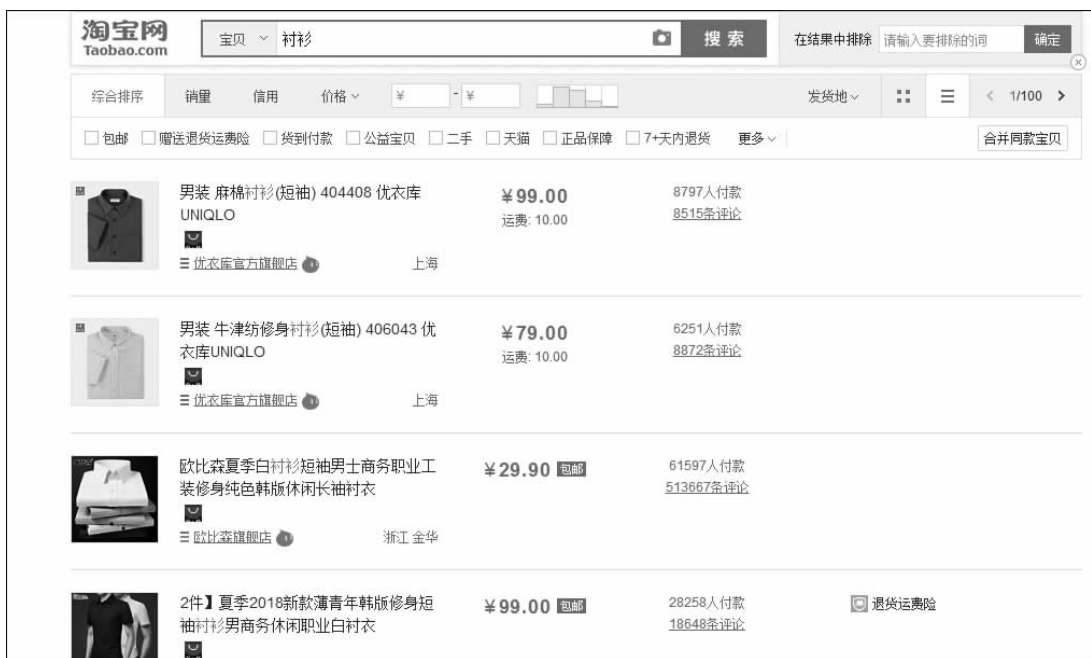 淘宝网
Taobao.com
宝贝 衬衫 搜索 在结果中排除 请输入要排除的词 确定
综合排序 销量 信用 价格 ¥ - ¥ 发货地 < 1/100 >
包邮 赠送退货运费险 货到付款 公益宝贝 二手 天猫 正品保障 7+天内退货 更多 合并同款宝贝
男装 麻棉衬衫(短袖) 404408 优衣库 ¥99.00 8797人付款
UNIQLO 运费: 10.00 8515条评论
优衣库官方旗舰店 上海
男装 牛津纺修身衬衫(短袖) 406043 优 ¥79.00 6251人付款
衣库UNIQLO 运费: 10.00 8872条评论
优衣库官方旗舰店 上海
欧比森夏季白衬衫短袖男士商务职业工 ¥29.90 包邮 61597人付款
装修身纯色韩版休闲长袖衬衣 513667条评论
欧比森旗舰店 浙江 金华
2件】夏季2018新款薄青年韩版修身短 ¥99.00 包邮 28258人付款 退货运费险
袖衬衫男商务休闲职业白衬衣 18648条评论